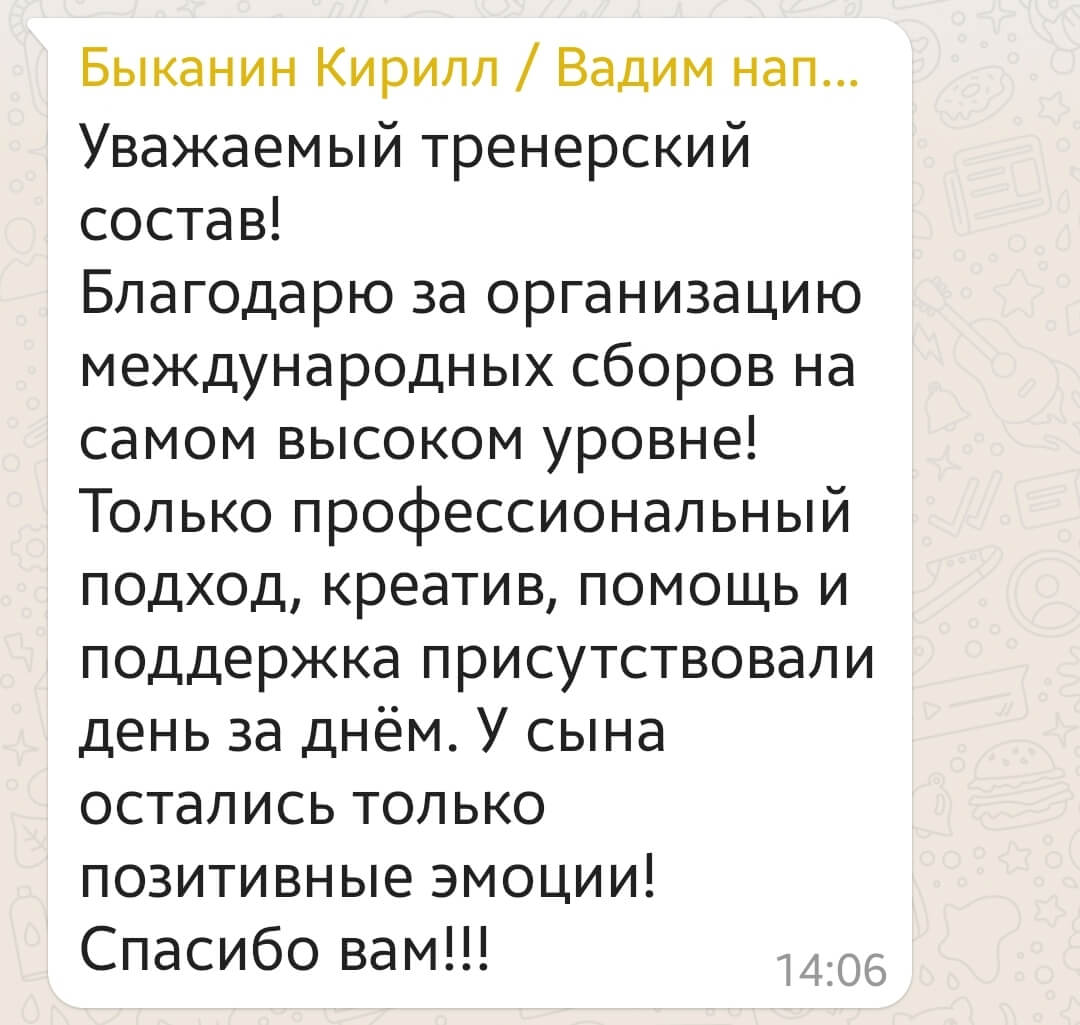 Быканин Кирилл / Вадим нап...
Уважаемый тренерский
состав!
Благодарю за организацию
международных сборов на
самом высоком уровне!
Только профессиональный
подход, креатив, помощь и
поддержка присутствовали
день за днём. У сына
остались только
позитивные эмоции!
Спасибо вам!!!
14:06